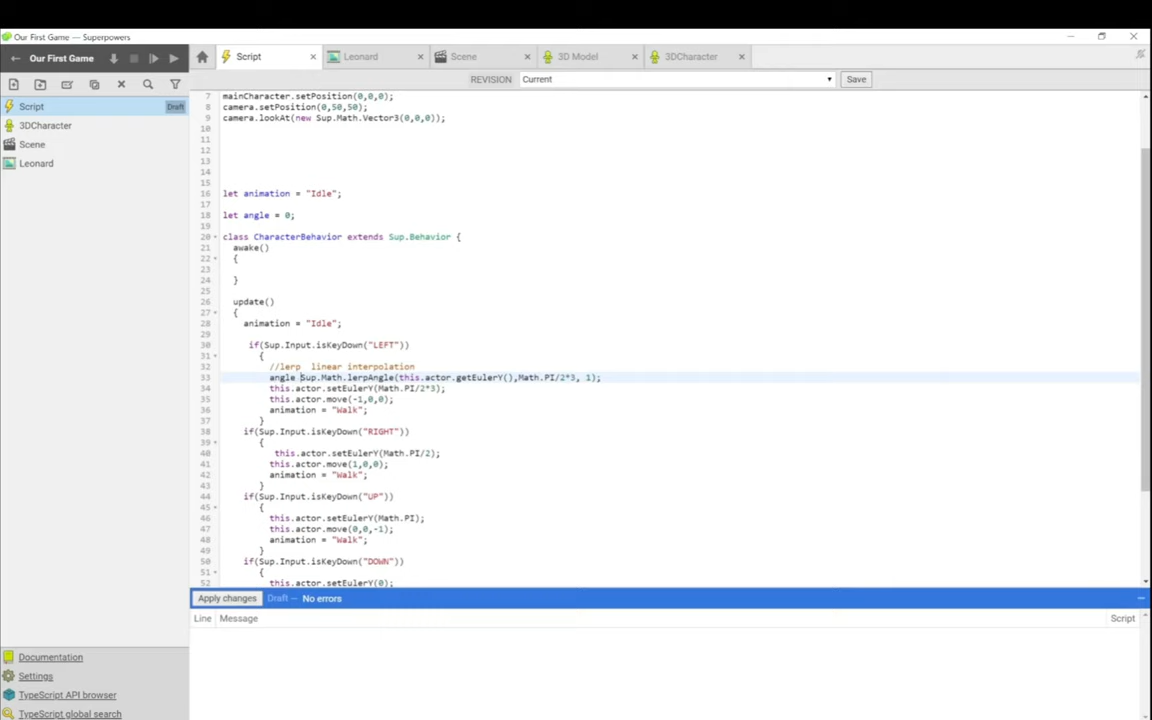 Our First Game — Superpowers
Our First Game
Script
Leonard
Scene
3D Model
3DCharacter
REVISION
Current
Save
Script
Draft
3DCharacter
Scene
Leonard
7 mainCharacter.setPosition(0,0,0);
8 camera.setPosition(0,50,50);
9 camera.lookAt(new Sup.Math.Vector3(0,0,0));
10
11
12
13
14
15
16 let animation = "Idle";
17
18 let angle = 0;
19
20 class CharacterBehavior extends Sup.Behavior {
21 awake()
22 {
23
24 }
25
26 update()
27 {
28 animation = "Idle";
29
30 if(Sup.Input.isKeyDown("LEFT"))
31 {
32 //lerp  linear interpolation
33 angle Sup.Math.lerpAngle(this.actor.getEulerY(),Math.PI/2*3, 1);
34 this.actor.setEulerY(Math.PI/2*3);
35 this.actor.move(-1,0,0);
36 animation = "Walk";
37 }
38 if(Sup.Input.isKeyDown("RIGHT"))
39 {
40 this.actor.setEulerY(Math.PI/2);
41 this.actor.move(1,0,0);
42 animation = "Walk";
43 }
44 if(Sup.Input.isKeyDown("UP"))
45 {
46 this.actor.setEulerY(Math.PI);
47 this.actor.move(0,0,-1);
48 animation = "Walk";
49 }
50 if(Sup.Input.isKeyDown("DOWN"))
51 {
52 this.actor.setEulerY(0);
Apply changes Draft — No errors
Line Message Script
Documentation
Settings
TypeScript API browser
TypeScript global search